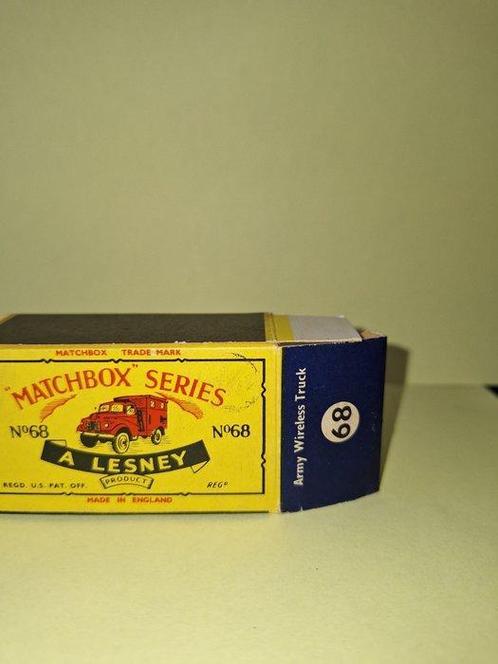 MATCHBOX TRADE MARK
"MATCHBOX" SERIES
Nº68 Nº68
A LESNEY
PRODUCT
REGD. U.S. PAT. OFF. REGD
MADE IN ENGLAND
Army Wireless Truck
68